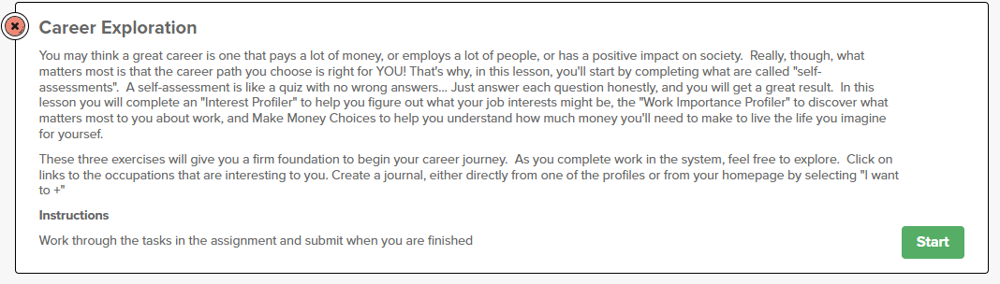 Career Exploration
You may think a great career is one that pays a lot of money, or employs a lot of people, or has a positive impact on society.  Really, though, what
matters most is that the career path you choose is right for YOU! That's why, in this lesson, you'll start by completing what are called "self-
assessments".  A self-assessment is like a quiz with no wrong answers... Just answer each question honestly, and you will get a great result.  In this
lesson you will complete an "Interest Profiler" to help you figure out what your job interests might be, the "Work Importance Profiler" to discover what
matters most to you about work, and Make Money Choices to help you understand how much money you'll need to make to live the life you imagine
for yoursef.
These three exercises will give you a firm foundation to begin your career journey.  As you complete work in the system, feel free to explore.  Click on
links to the occupations that are interesting to you. Create a journal, either directly from one of the profiles or from your homepage by selecting "I want
to +"
Instructions
Work through the tasks in the assignment and submit when you are finished
Start